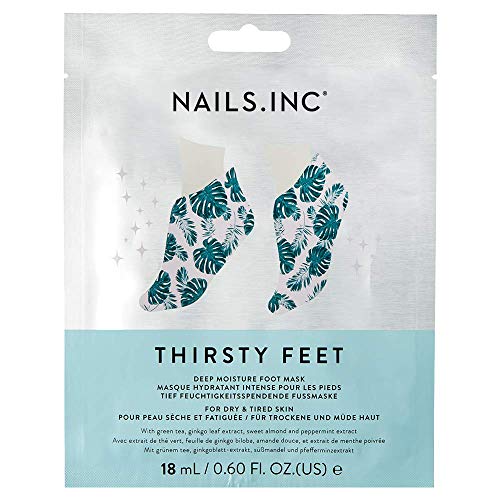 NAILS.INC®
THIRSTY FEET
DEEP MOISTURE FOOT MASK
MASQUE HYDRATANT INTENSE POUR LES PIEDS
TIEF FEUCHTIGKEITSSPENDENDE FUSSMASKE
FOR DRY & TIRED SKIN
POUR PEAU SÈCHE ET FATIGUÉE / FÜR TROCKENE UND MÜDE HAUT
With green tea, ginkgo leaf extract, sweet almond and peppermint extract
Avec extrait de thé vert, feuille de ginkgo biloba, amande douce, et extrait de menthe poivrée
Mit grünem tee, ginkgoblatt-extrakt, süßmandel und pfefferminzextrakt
18 mL / 0.60 FL. OZ.(US) ℮